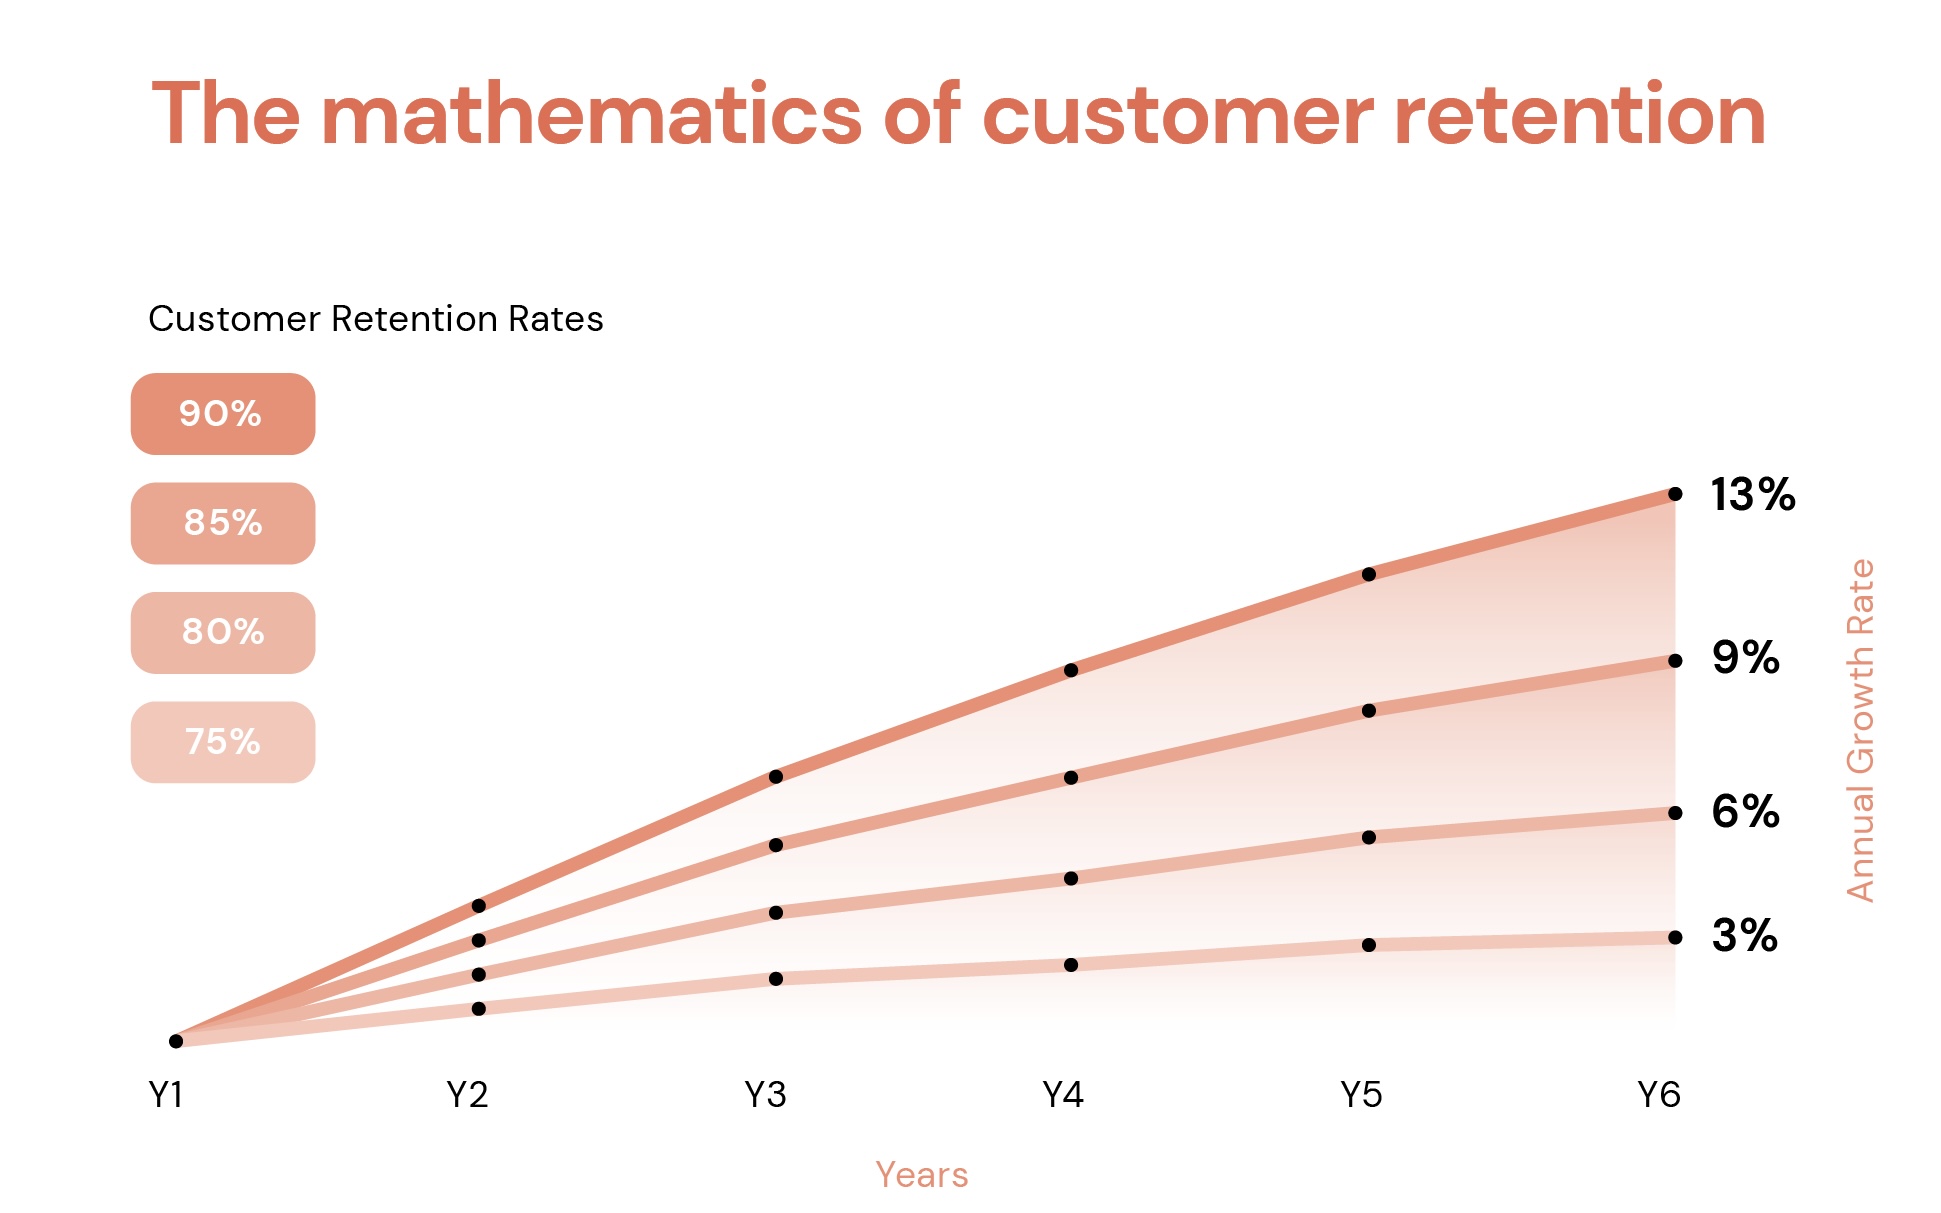 The mathematics of customer retention
Customer Retention Rates
90%
85%
80%
75%
13%
9%
6%
3%
Annual Growth Rate
Y1 Y2 Y3 Y4 Y5 Y6
Years